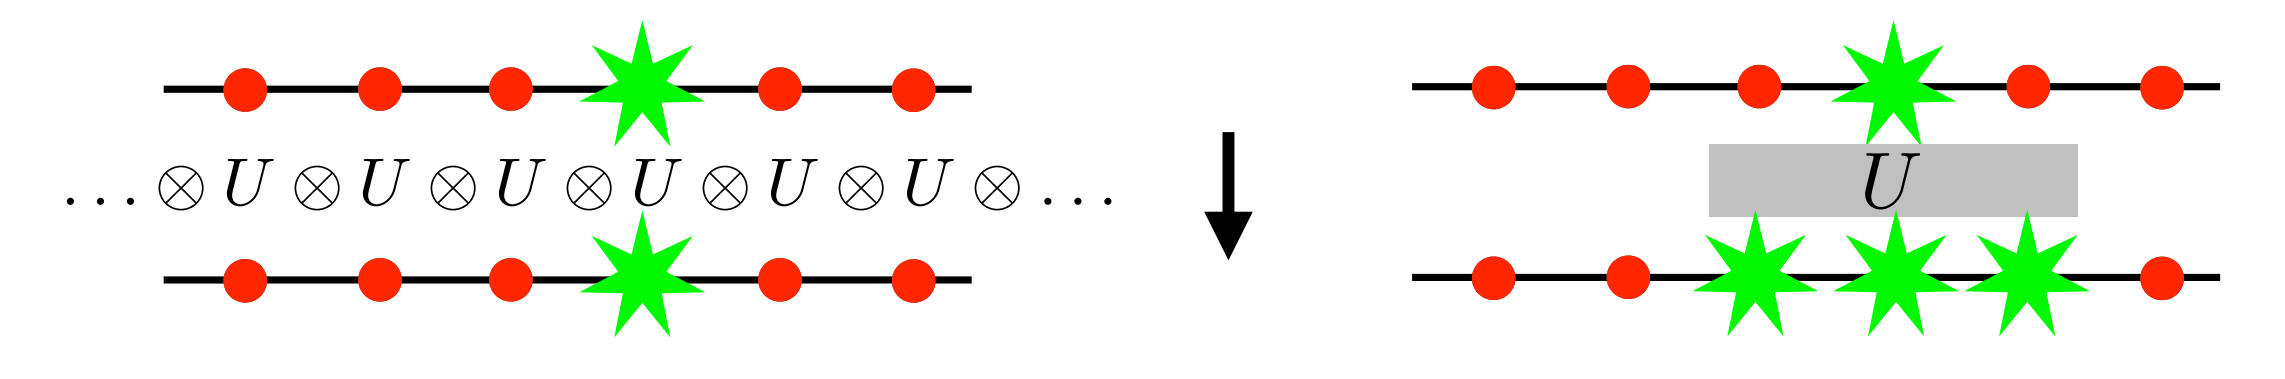 … ⊗ U ⊗ U ⊗ U ⊗ U ⊗ U ⊗ U ⊗ …
U